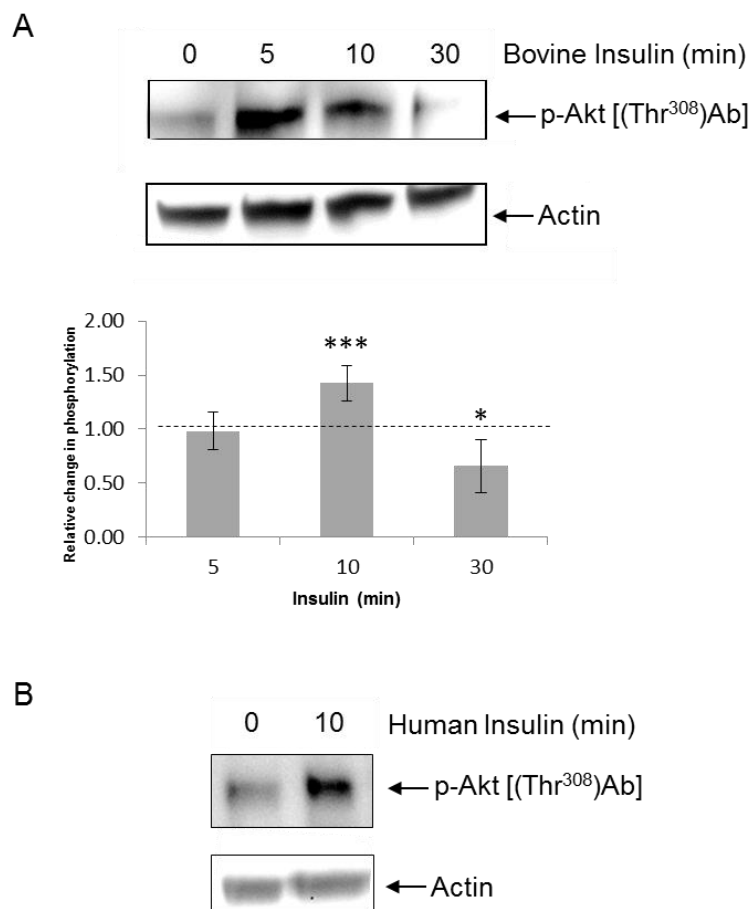 A
0 5 10 30 Bovine Insulin (min)
p-Akt [(Thr³⁰⁸)Ab]
Actin
Relative change in phosphorylation
2.00
1.50
1.00
0.50
0.00
***
*
5 10 30
Insulin (min)
B
0 10 Human Insulin (min)
p-Akt [(Thr³⁰⁸)Ab]
Actin